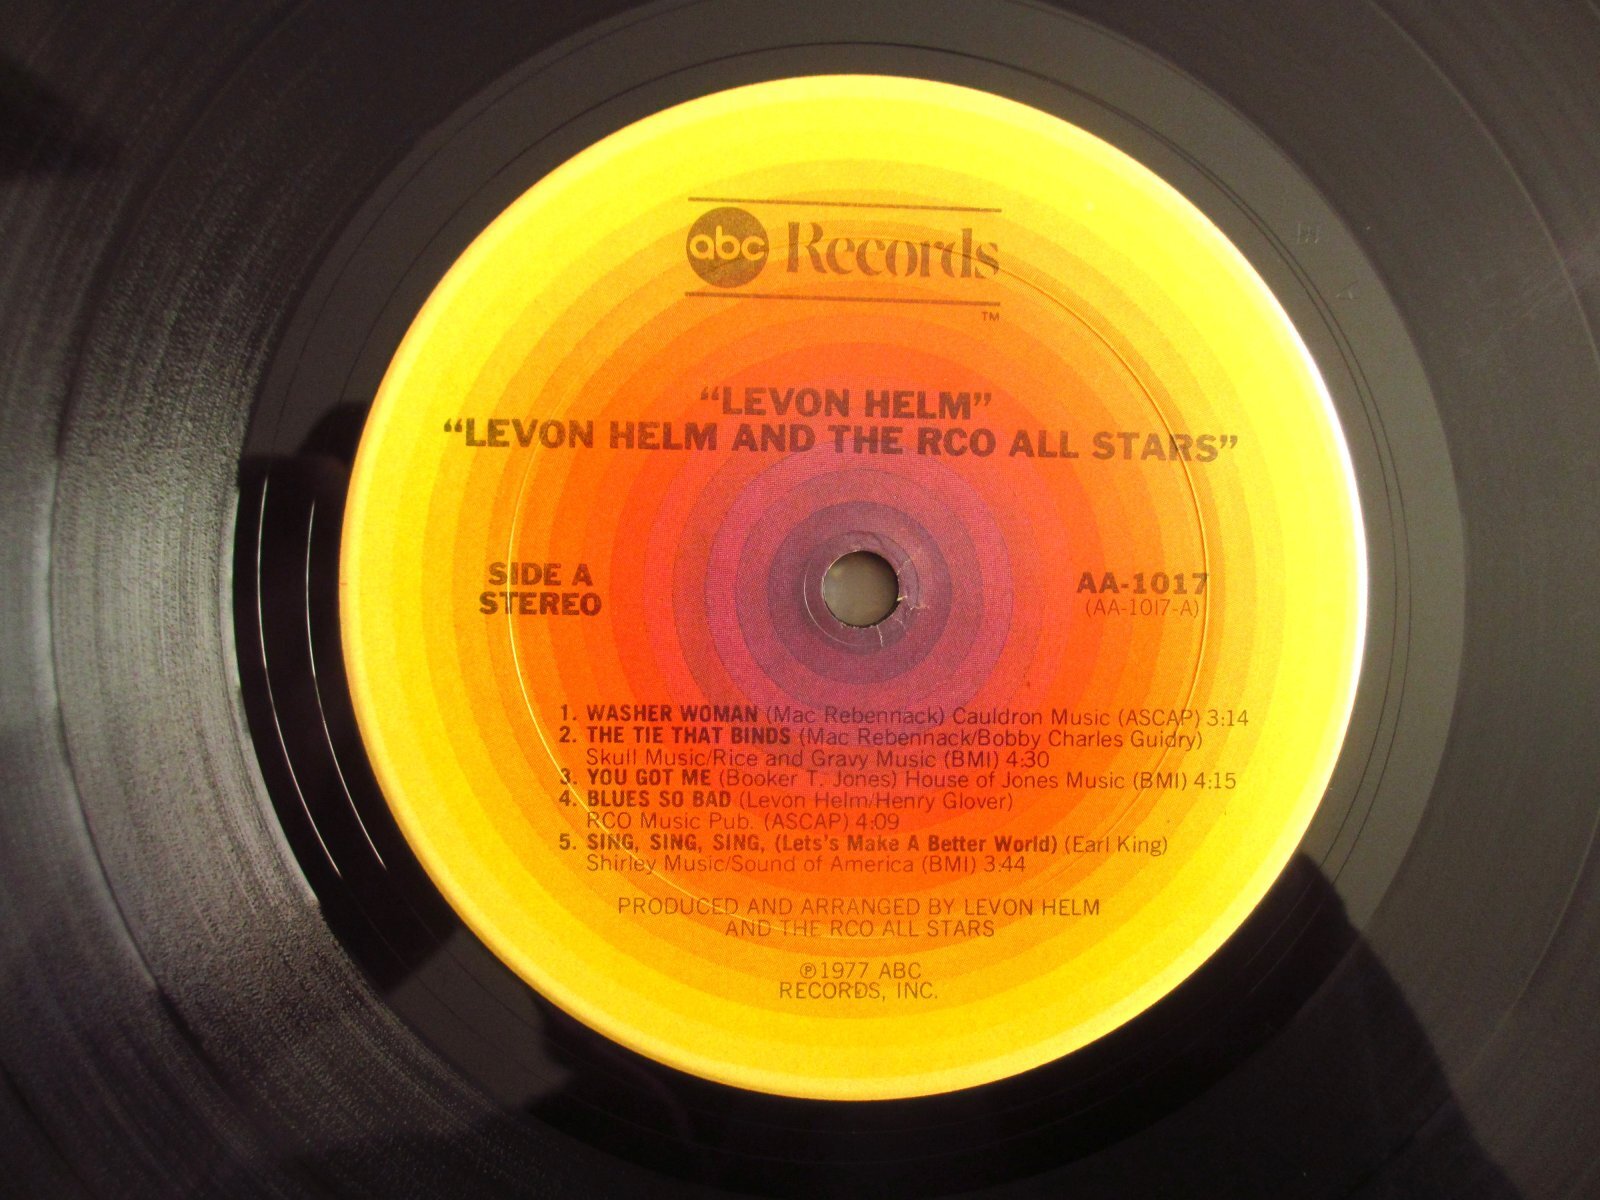 abc Records
TM
“LEVON HELM”
“LEVON HELM AND THE RCO ALL STARS”
SIDE A
STEREO
AA-1017
(AA-1017-A)
1. WASHER WOMAN (Mac Rebennack) Cauldron Music (ASCAP) 3:14
2. THE TIE THAT BINDS (Mac Rebennack/Bobby Charles Guidry)
Skull Music/Rice and Gravy Music (BMI) 4:30
3. YOU GOT ME (Booker T. Jones) House of Jones Music (BMI) 4:15
4. BLUES SO BAD (Levon Helm/Henry Glover)
RCO Music Pub. (ASCAP) 4:09
5. SING, SING, SING, (Lets's Make A Better World) (Earl King)
Shirley Music/Sound of America (BMI) 3:44
PRODUCED AND ARRANGED BY LEVON HELM
AND THE RCO ALL STARS
℗1977 ABC
RECORDS, INC.